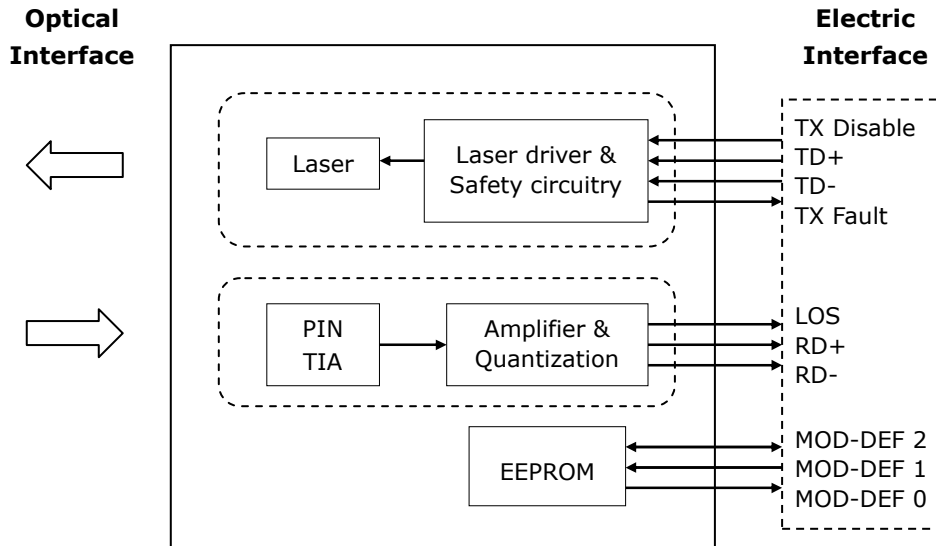 Optical
Interface
Electric
Interface
Laser
Laser driver &
Safety circuitry
TX Disable
TD+
TD-
TX Fault
PIN
TIA
Amplifier &
Quantization
LOS
RD+
RD-
EEPROM
MOD-DEF 2
MOD-DEF 1
MOD-DEF 0